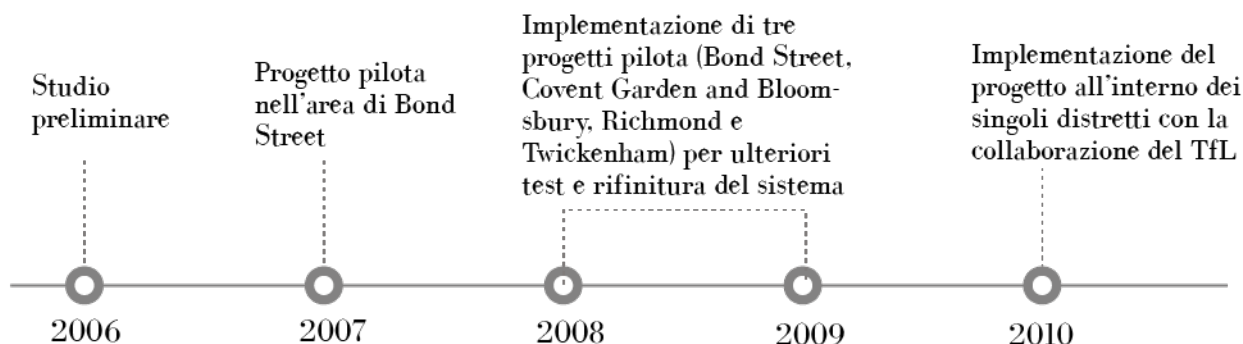 Studio
preliminare
Progetto pilota
nell'area di Bond
Street
Implementazione di tre
progetti pilota (Bond Street,
Covent Garden and Bloom-
sbury, Richmond e
Twickenham) per ulteriori
test e rifinitura del sistema
Implementazione del
progetto all'interno dei
singoli distretti con la
collaborazione del TfL
2006
2007
2008
2009
2010